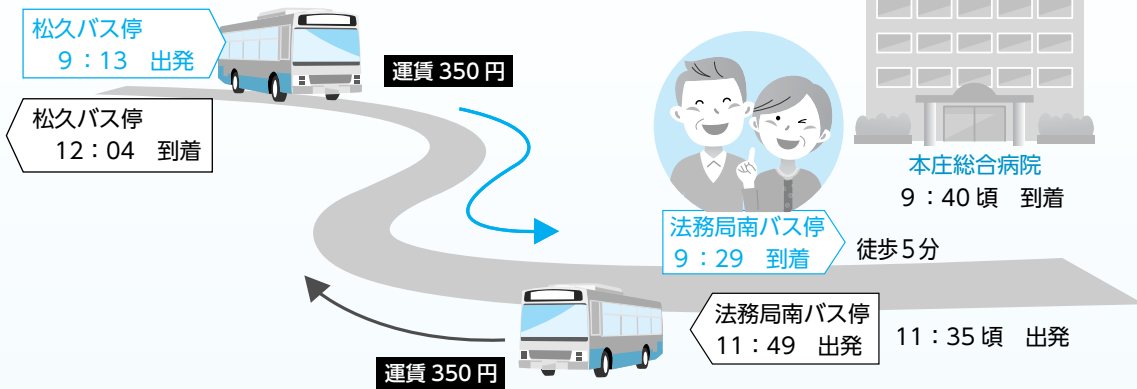 松久バス停
9：13　出発
松久バス停
12：04　到着
運賃 350 円
本庄総合病院
9：40 頃　到着
法務局南バス停
9：29　到着
徒歩 5 分
法務局南バス停
11：49　出発
11：35 頃　出発
運賃 350 円